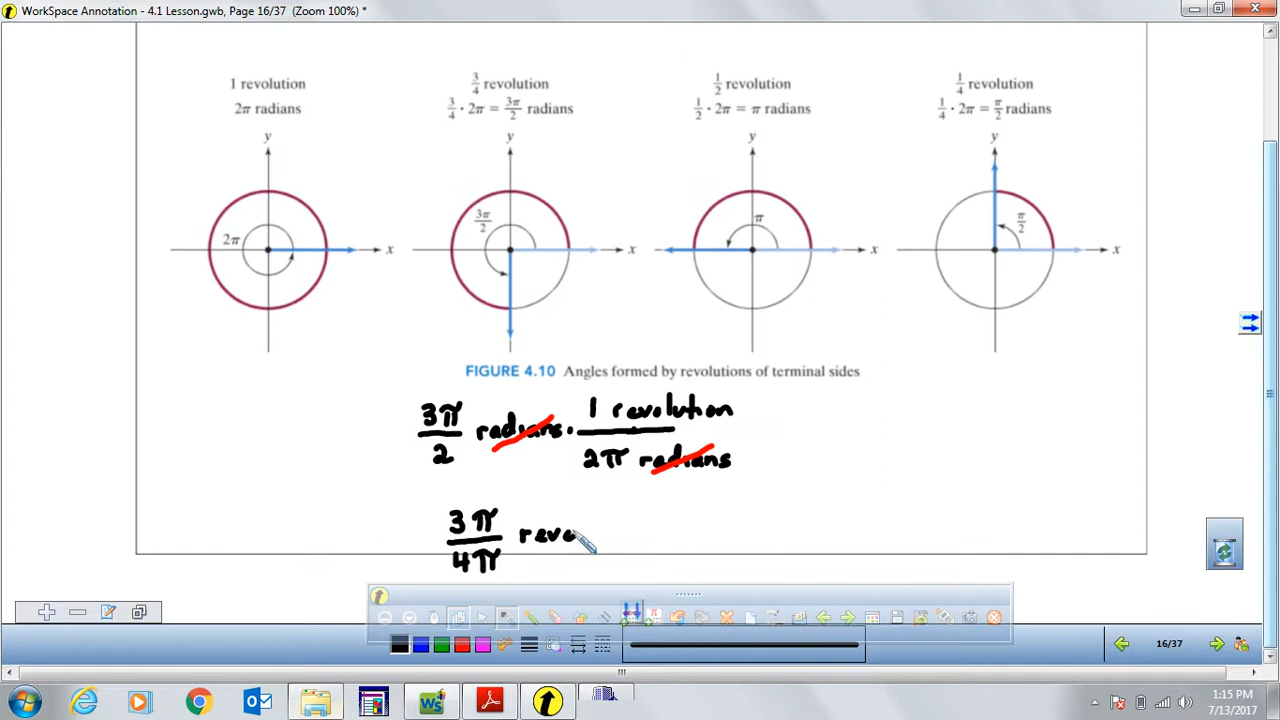 WorkSpace Annotation - 4.1 Lesson.gwb, Page 16/37 (Zoom 100%) *
1 revolution
2π radians
3/4 revolution
3/4 · 2π = 3π/2 radians
1/2 revolution
1/2 · 2π = π radians
1/4 revolution
1/4 · 2π = π/2 radians
y
y
y
y
2π
x
3π/2
x
π
x
π/2
x
FIGURE 4.10 Angles formed by revolutions of terminal sides
3π/2 radians · 1 revolution/2π radians
3π/4π revo
16/37
1:15 PM
7/13/2017